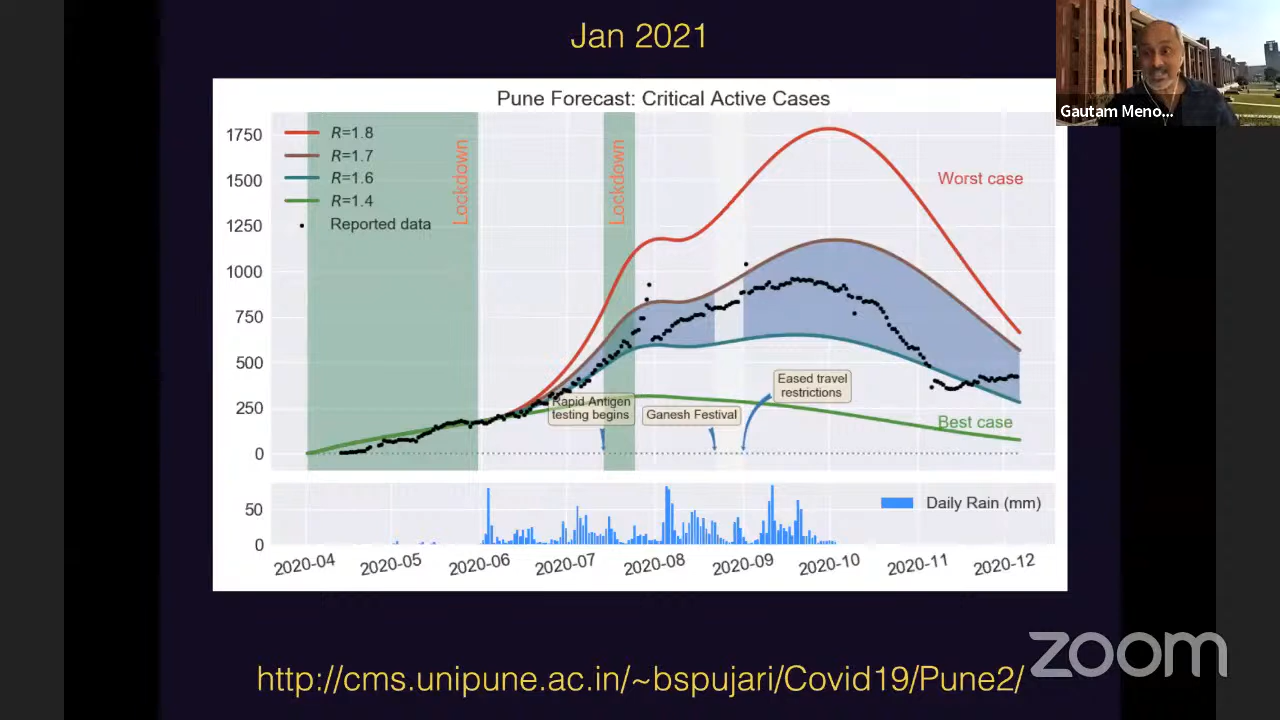 Jan 2021
Gautam Meno...
Pune Forecast: Critical Active Cases
1750
1500
1250
1000
750
500
250
0
R=1.8
R=1.7
R=1.6
R=1.4
Reported data
Lockdown
Lockdown
Worst case
Best case
Rapid Antigen
testing begins
Ganesh Festival
Eased travel
restrictions
50
0
Daily Rain (mm)
2020-04 2020-05 2020-06 2020-07 2020-08 2020-09 2020-10 2020-11 2020-12
zoom
http://cms.unipune.ac.in/~bspujari/Covid19/Pune2/